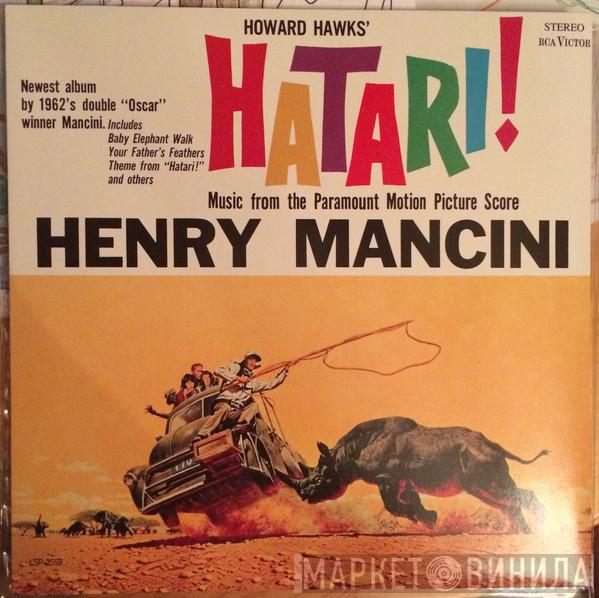 HOWARD HAWKS'
HATARI!
STEREO
RCA VICTOR
Newest album
by 1962's double "Oscar"
winner Mancini. Includes
Baby Elephant Walk
Your Father's Feathers
Theme from "Hatari!"
and others
Music from the Paramount Motion Picture Score
HENRY MANCINI
LSP-2559
МАРКЕТ ВИНИЛА